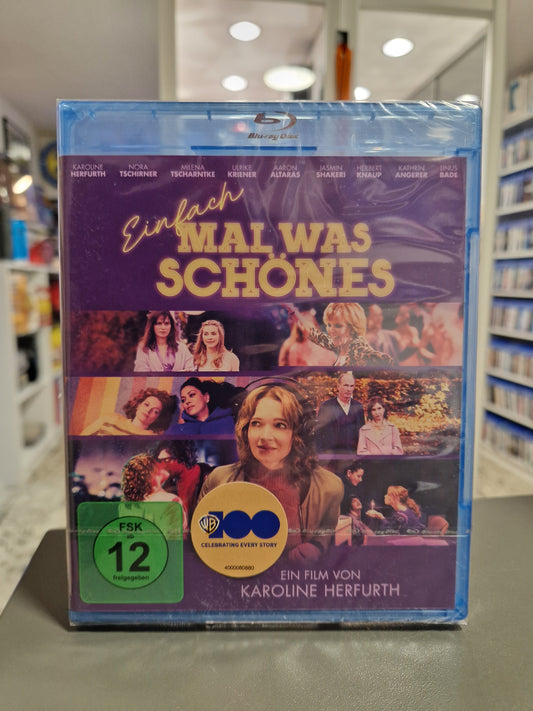 Blu-ray Disc
KAROLINE HERFURTH
NORA TSCHIRNER
MILENA TSCHARNTKE
ULRIKE KRIENER
AARON ALTARAS
JASMIN SHAKERI
HERBERT KNAUP
KATHRIN ANGERER
LINUS BADE
Einfach
MAL WAS
SCHÖNES
FSK
ab
12
freigegeben
WB 100
CELEBRATING EVERY STORY
4000080880
EIN FILM VON
KAROLINE HERFURTH